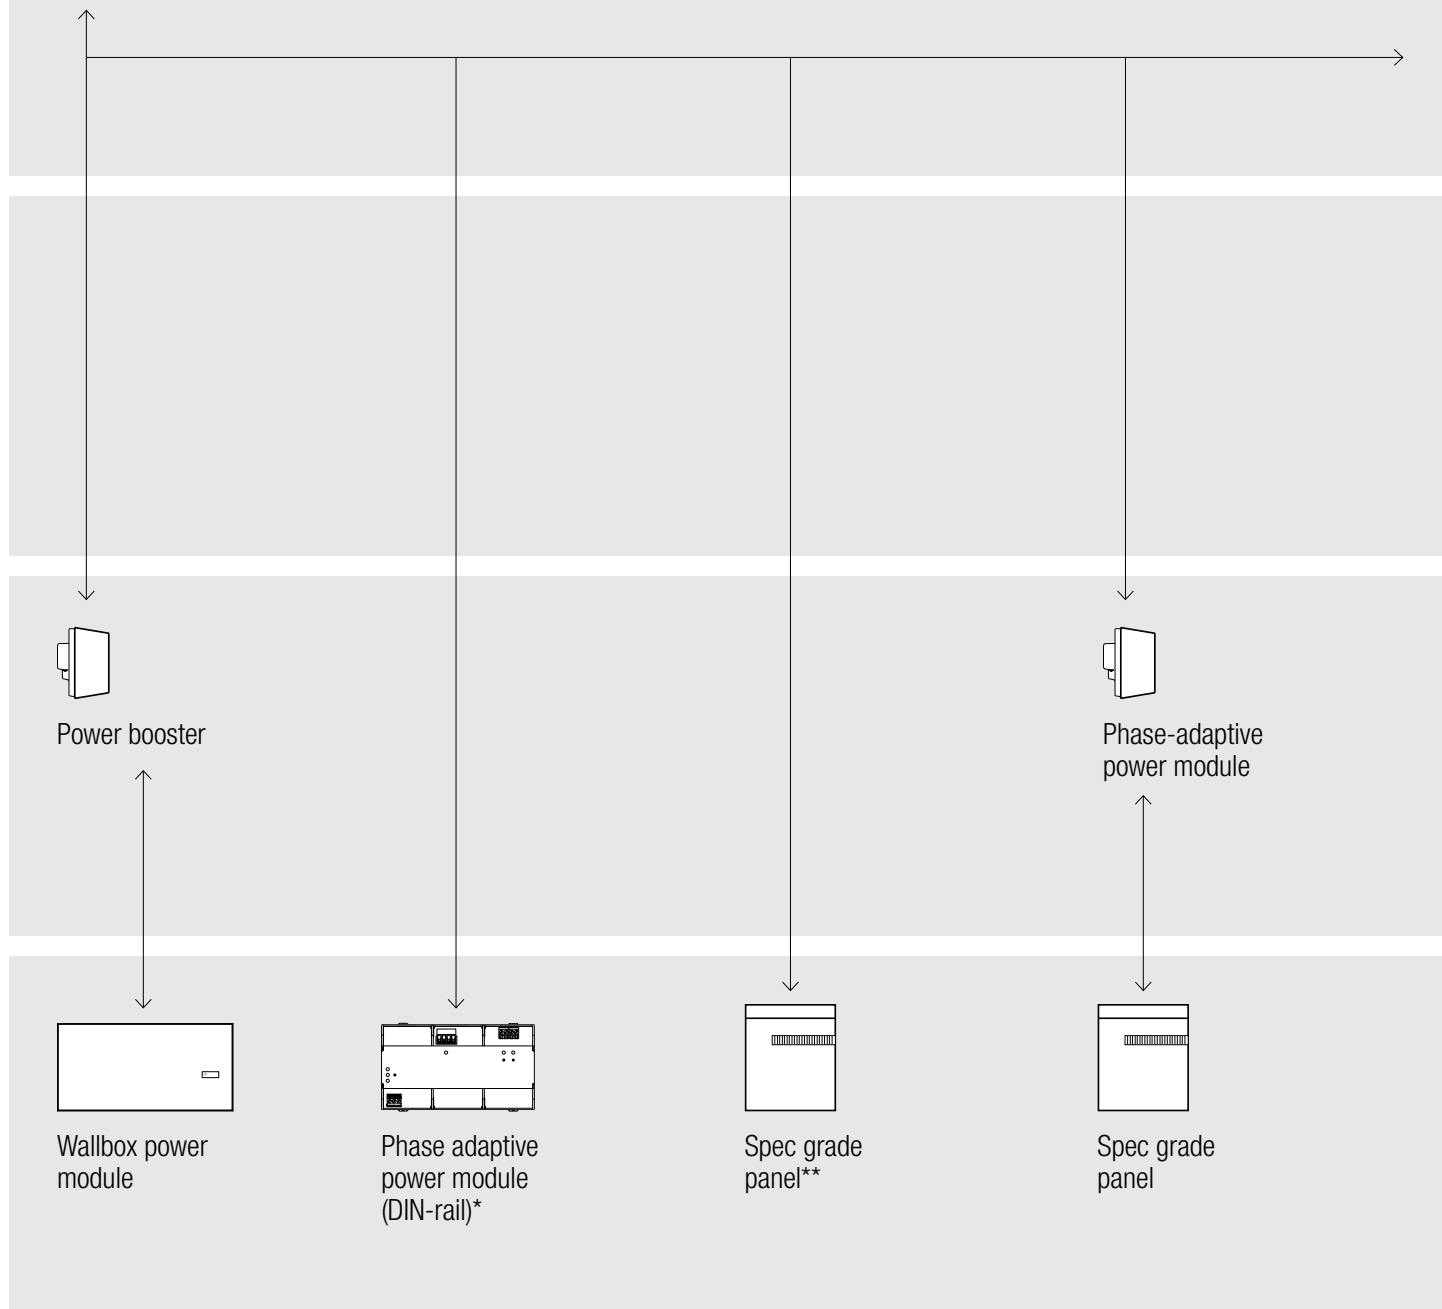 Power booster
Phase-adaptive
power module
Wallbox power
module
Phase adaptive
power module
(DIN-rail)*
Spec grade
panel**
Spec grade
panel